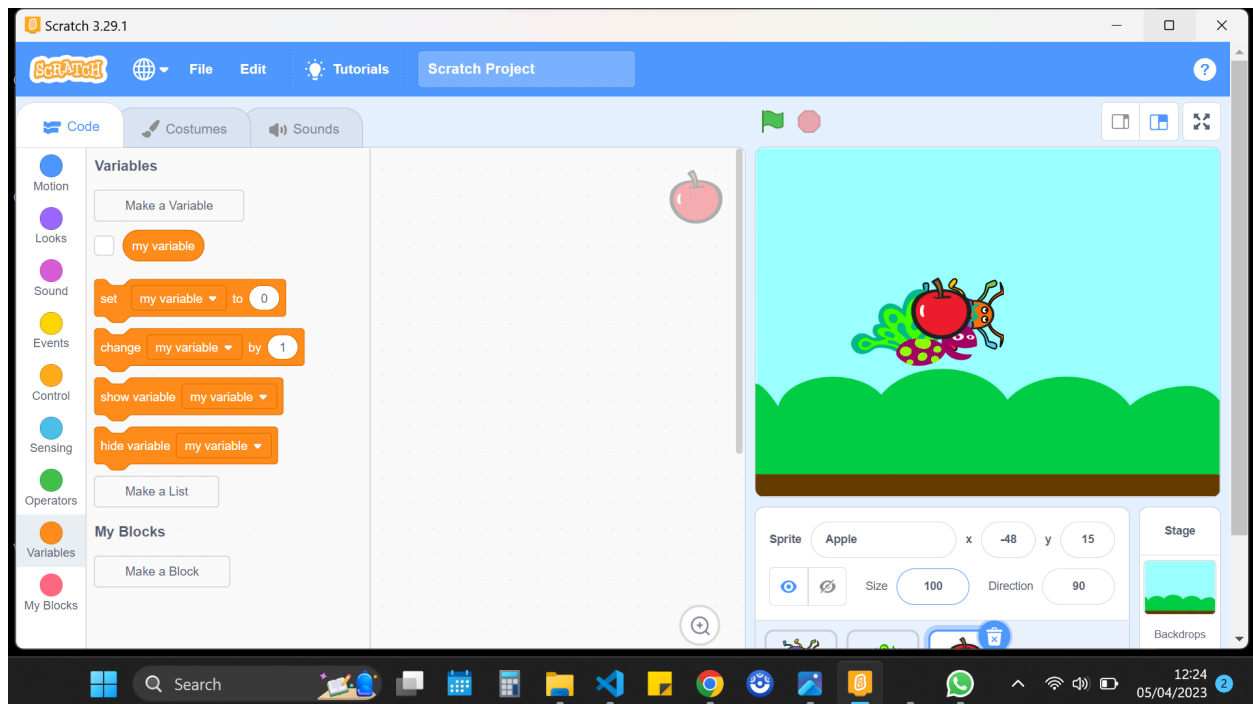 Scratch 3.29.1
SCRATCH File Edit Tutorials Scratch Project ?
Code Costumes Sounds
Motion
Looks
Sound
Events
Control
Sensing
Operators
Variables
My Blocks
Variables
Make a Variable
my variable
set my variable to 0
change my variable by 1
show variable my variable
hide variable my variable
Make a List
My Blocks
Make a Block
Sprite Apple x -48 y 15
Size 100 Direction 90
Stage
Backdrops
Search
12:24
05/04/2023 2